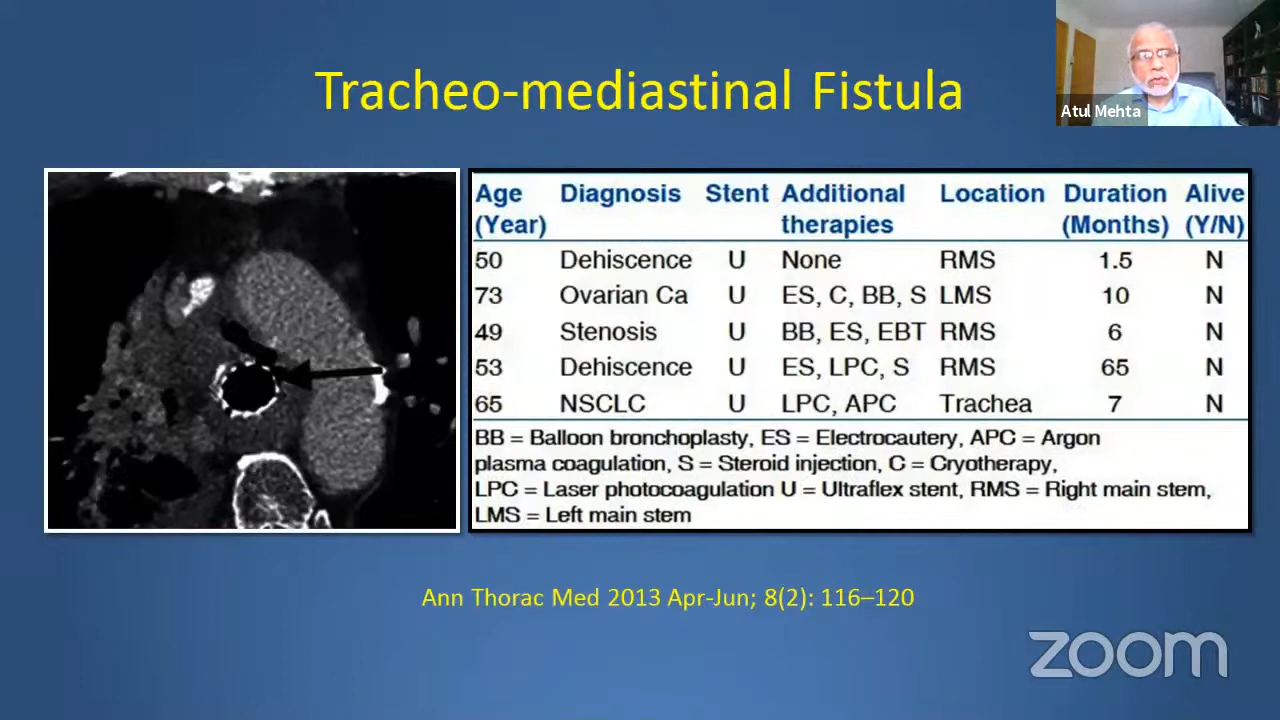 Tracheo-mediastinal Fistula
Atul Mehta
Age Diagnosis Stent Additional Location Duration Alive
(Year) therapies (Months) (Y/N)
50 Dehiscence U None RMS 1.5 N
73 Ovarian Ca U ES, C, BB, S LMS 10 N
49 Stenosis U BB, ES, EBT RMS 6 N
53 Dehiscence U ES, LPC, S RMS 65 N
65 NSCLC U LPC, APC Trachea 7 N
BB = Balloon bronchoplasty, ES = Electrocautery, APC = Argon
plasma coagulation, S = Steroid injection, C = Cryotherapy,
LPC = Laser photocoagulation U = Ultraflex stent, RMS = Right main stem,
LMS = Left main stem
Ann Thorac Med 2013 Apr-Jun; 8(2): 116–120
zoom